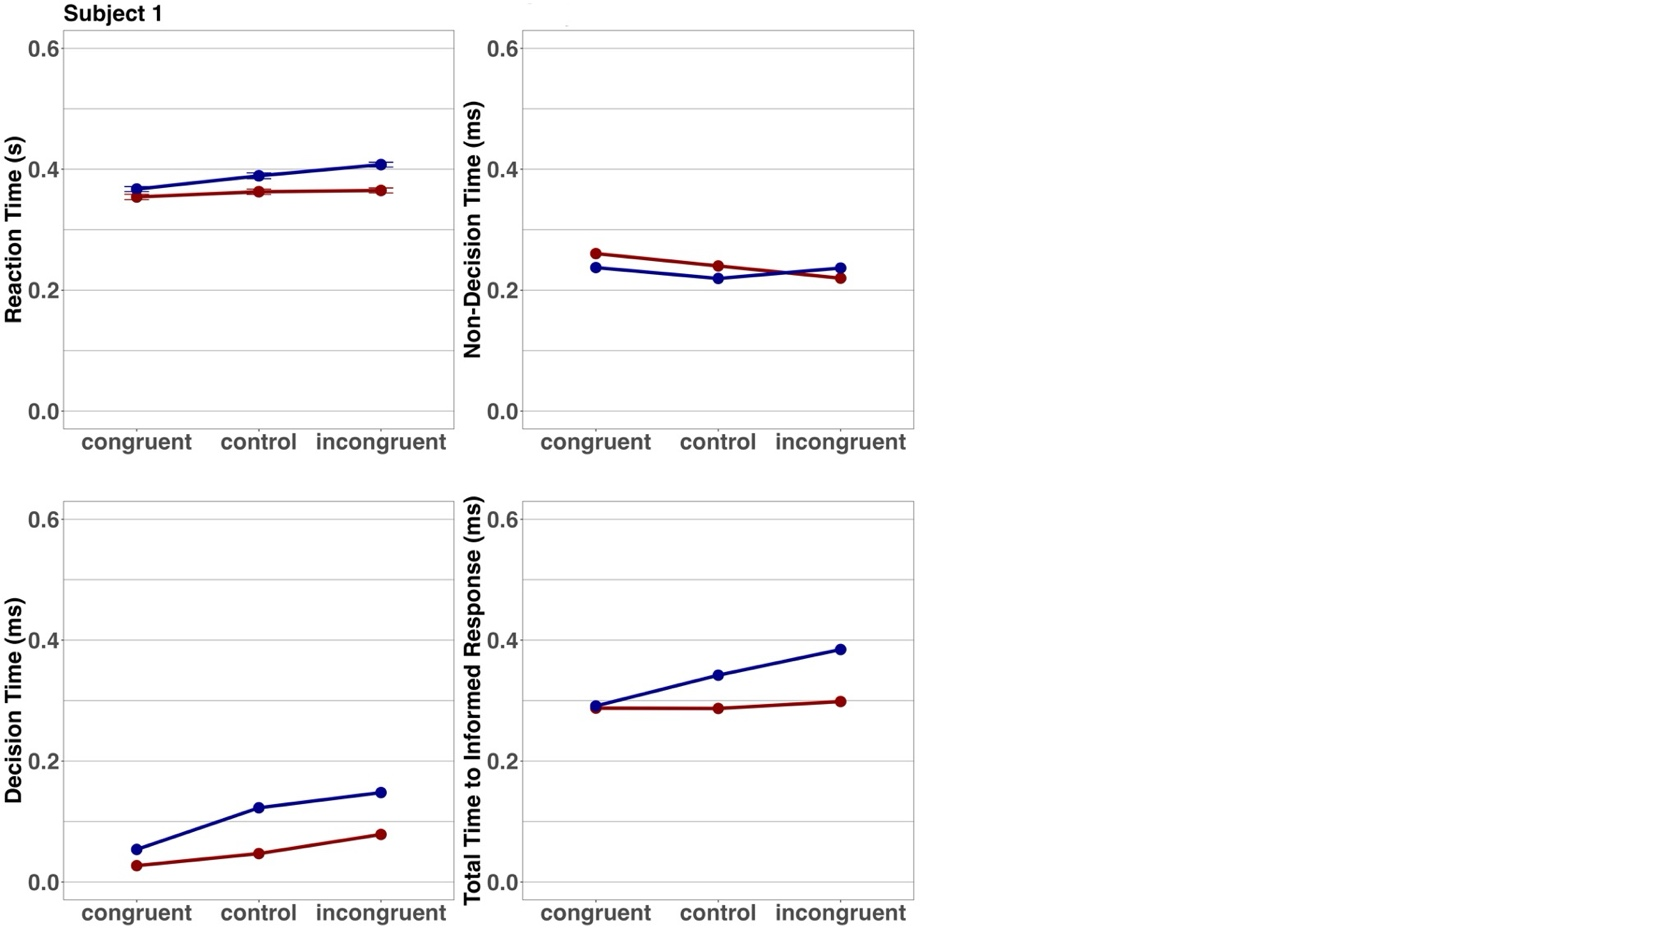 Subject 1
Reaction Time (s)
0.6
0.4
0.2
0.0
congruent control incongruent
Non-Decision Time (ms)
0.6
0.4
0.2
0.0
congruent control incongruent
Decision Time (ms)
0.6
0.4
0.2
0.0
congruent control incongruent
Total Time to Informed Response (ms)
0.6
0.4
0.2
0.0
congruent control incongruent